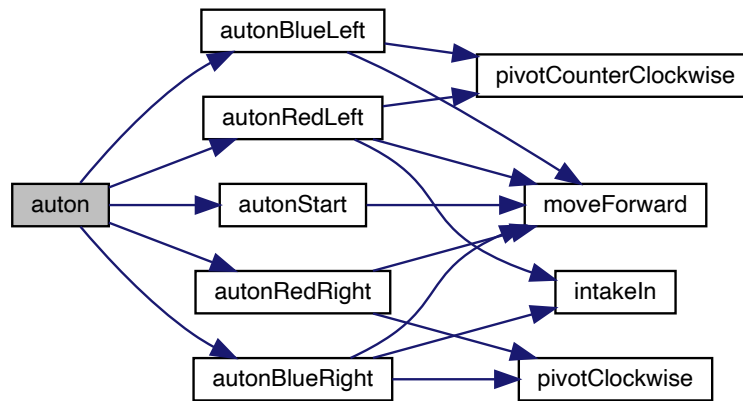 autonBlueLeft
pivotCounterClockwise
autonRedLeft
auton
autonStart
moveForward
autonRedRight
intakeIn
autonBlueRight
pivotClockwise